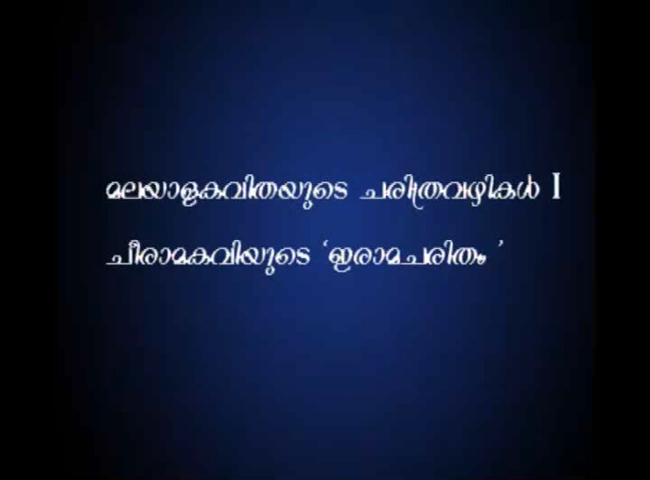 മലയാളകവിതയുടെ ചരിത്രവഴികൾ I
ചീരാമകവിയുടെ ‘ഇരാമചരിതം ’